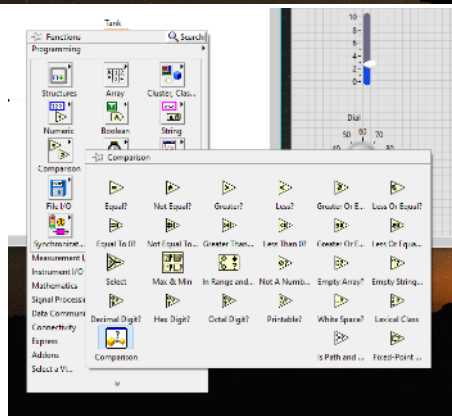 Tank
Functions
Search
Programming
Structures Array Cluster, Clas...
Numeric Boolean String
Comparison
File I/O
Synchronizat...
Measurement I
Instrument I/O
Mathematics
Signal Processi
Data Communi
Connectivity
Express
Addons
Select a VI...
Comparison
Equal? Not Equal? Greater? Less? Greater Or E... Less Or Equal?
Equal To 0? Not Equal To... Greater Than... Less Than 0? Greater Or E... Less Or Equa...
Select Max & Min In Range and... Not A Numb... Empty Array? Empty String...
Decimal Digit? Hex Digit? Octal Digit? Printable? White Space? Lexical Class
Comparison Is Path and ... Fixed-Point ...
10
8
6
4
2
0
Dial
50 60 70
40